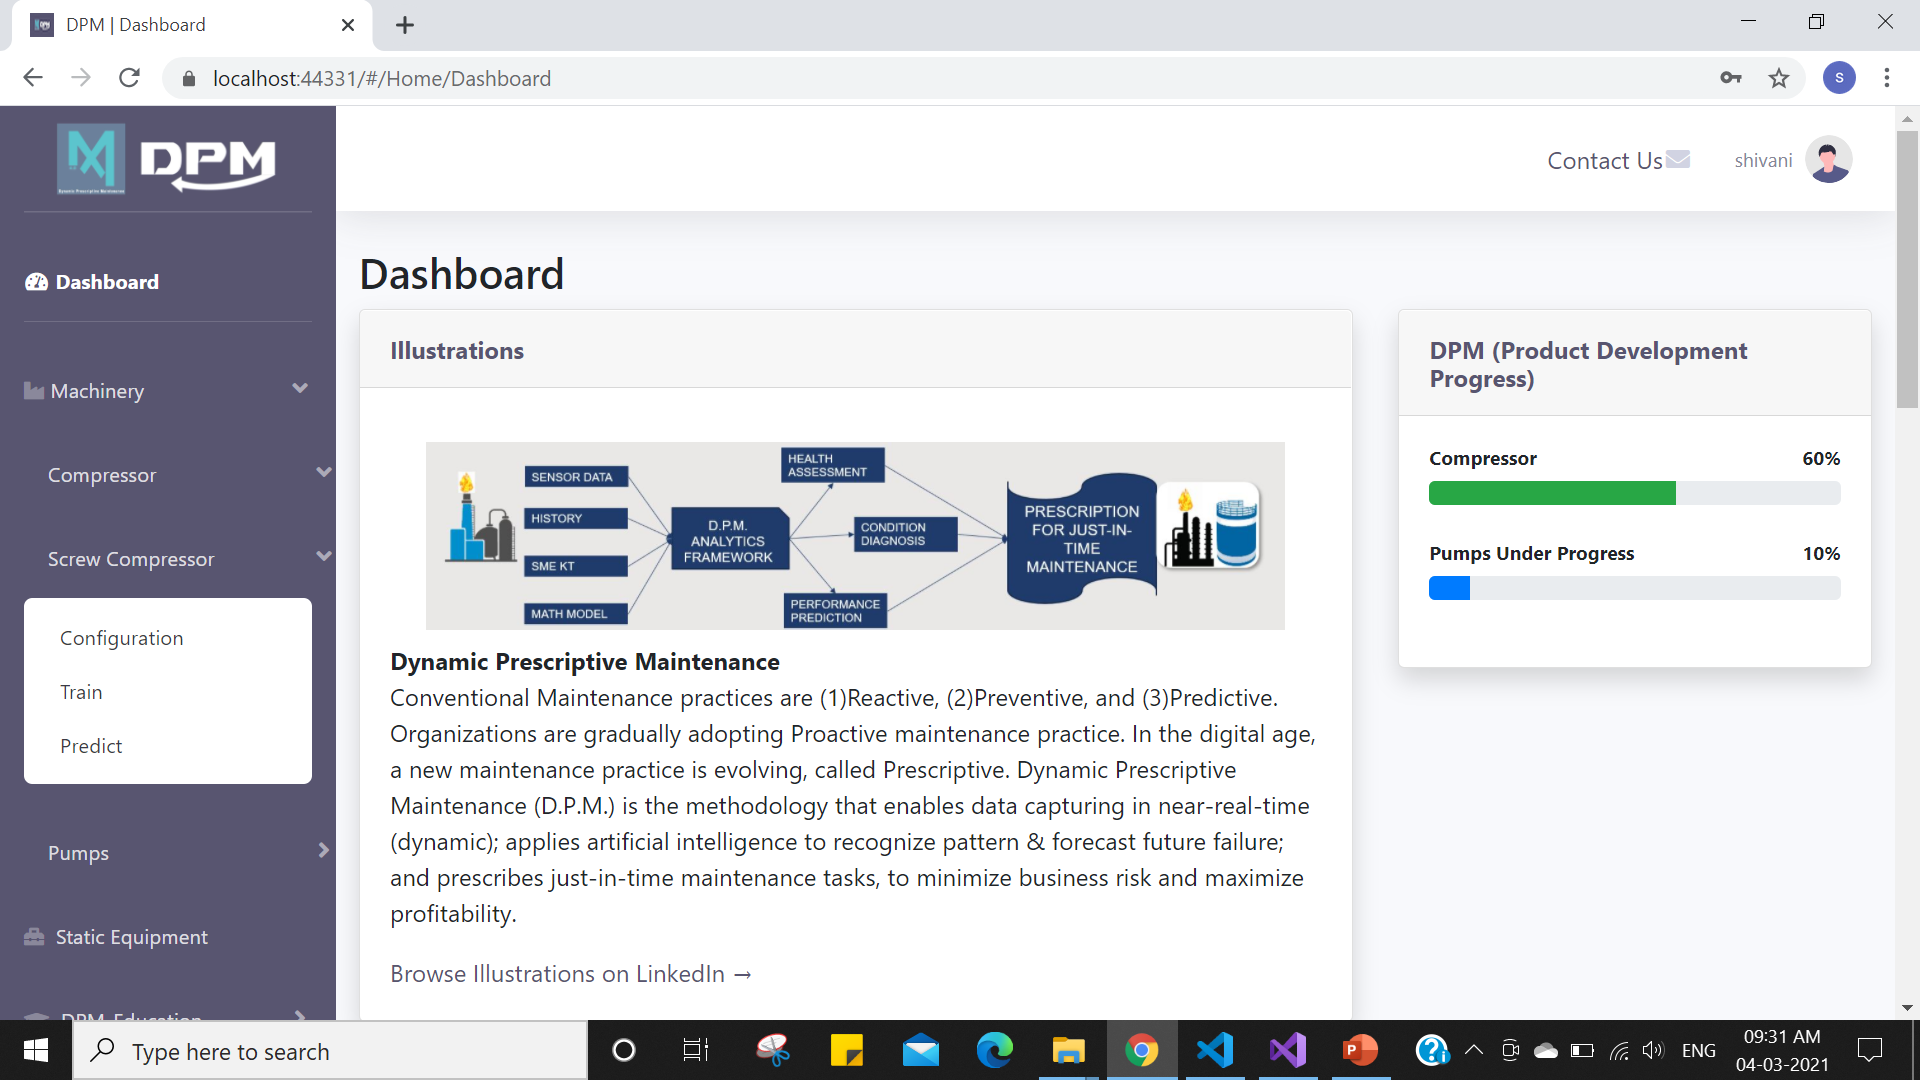 DPM | Dashboard
localhost:44331/#/Home/Dashboard
S
DPM
Dynamic Prescriptive Maintenance
Contact Us
shivani
Dashboard
Machinery
Compressor
Screw Compressor
Configuration
Train
Predict
Pumps
Static Equipment
DPM-Education
Dashboard
Illustrations
SENSOR DATA
HISTORY
SME KT
MATH MODEL
D.P.M.
ANALYTICS
FRAMEWORK
HEALTH
ASSESSMENT
CONDITION
DIAGNOSIS
PERFORMANCE
PREDICTION
PRESCRIPTION
FOR JUST-IN-
TIME
MAINTENANCE
Dynamic Prescriptive Maintenance
Conventional Maintenance practices are (1)Reactive, (2)Preventive, and (3)Predictive.
Organizations are gradually adopting Proactive maintenance practice. In the digital age,
a new maintenance practice is evolving, called Prescriptive. Dynamic Prescriptive
Maintenance (D.P.M.) is the methodology that enables data capturing in near-real-time
(dynamic); applies artificial intelligence to recognize pattern & forecast future failure;
and prescribes just-in-time maintenance tasks, to minimize business risk and maximize
profitability.
Browse Illustrations on LinkedIn →
DPM (Product Development
Progress)
Compressor 60%
Pumps Under Progress 10%
Type here to search
ENG
09:31 AM
04-03-2021